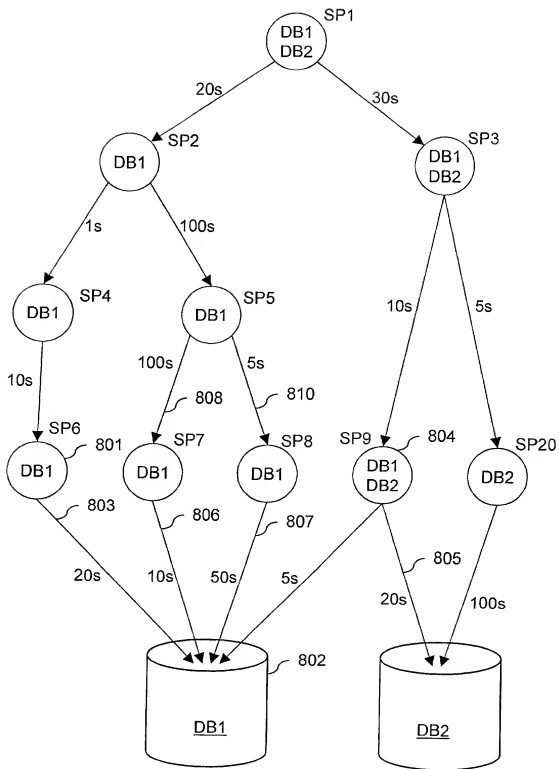 SP1
DB1
DB2
20s
30s
SP2
DB1
SP3
DB1
DB2
1s
100s
SP4
DB1
SP5
DB1
10s
5s
10s
100s
808
5s
810
SP6
801
DB1
SP7
DB1
SP8
DB1
SP9
804
DB1
DB2
SP20
DB2
803
806
807
805
20s
10s
50s
5s
20s
100s
802
DB1
DB2